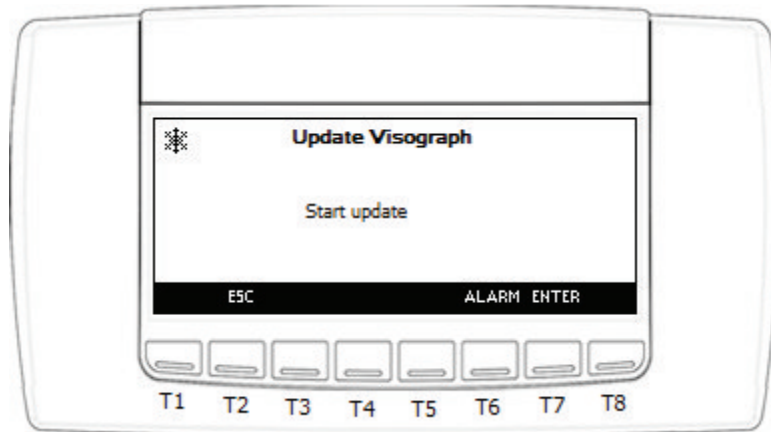 Update Visograph
Start update
ESC ALARM ENTER
T1 T2 T3 T4 T5 T6 T7 T8